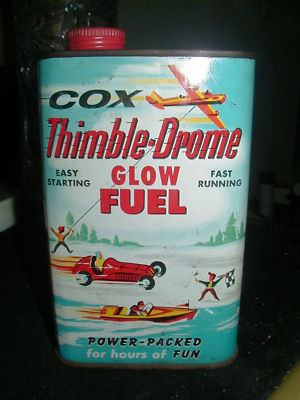 COX
Thimble-Drome
EASY STARTING
GLOW FUEL
FAST RUNNING
POWER-PACKED
for hours of FUN